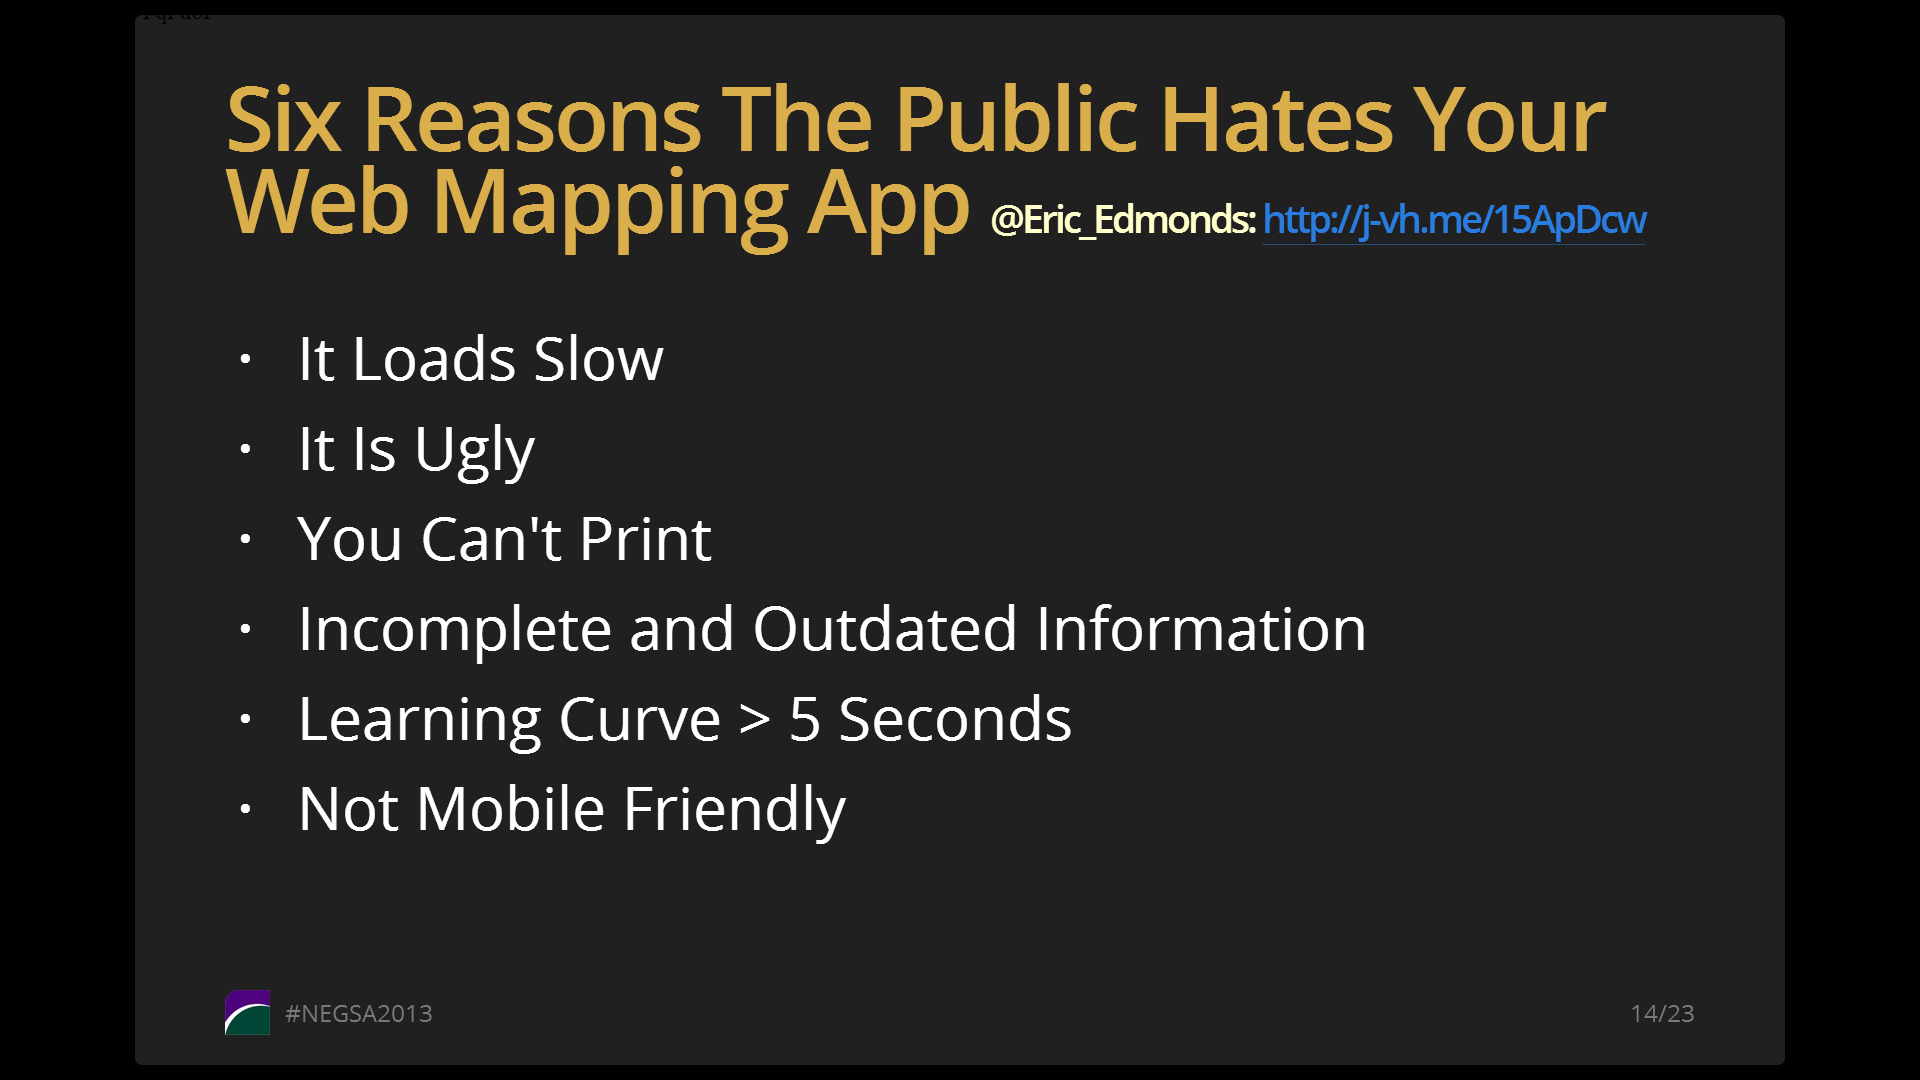 Six Reasons The Public Hates Your
Web Mapping App @Eric_Edmonds: http://j-vh.me/15ApDcw
· It Loads Slow
· It Is Ugly
· You Can't Print
· Incomplete and Outdated Information
· Learning Curve > 5 Seconds
· Not Mobile Friendly
#NEGSA2013
14/23